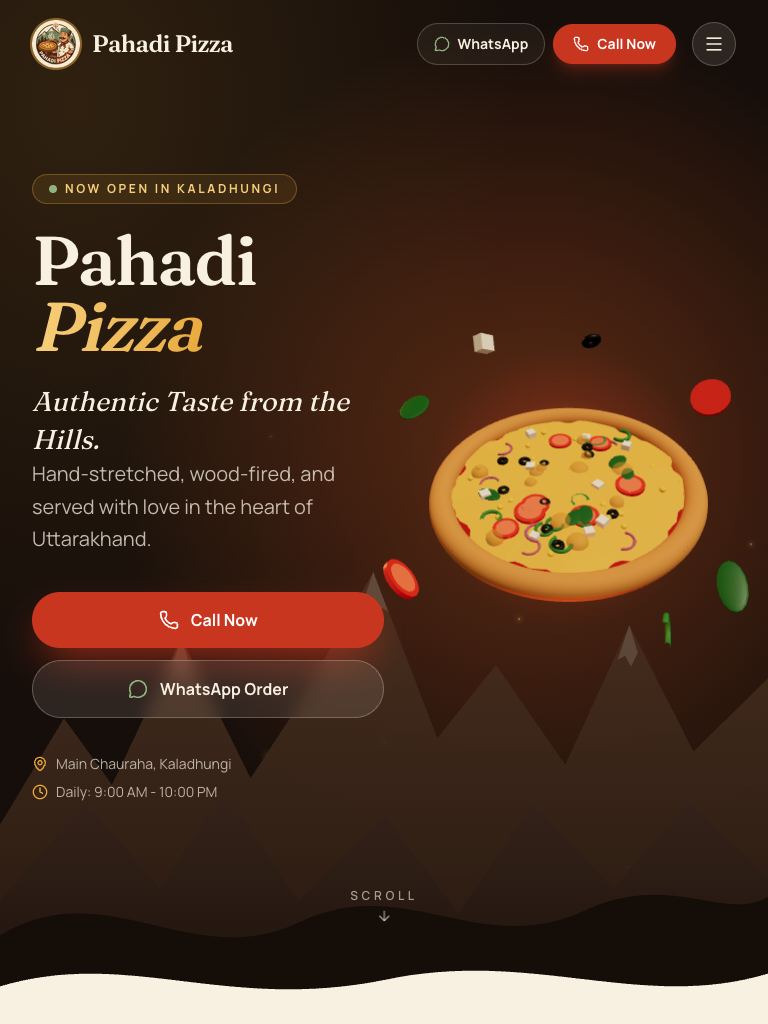 PAHADI PIZZA
Pahadi Pizza
WhatsApp
Call Now
NOW OPEN IN KALADHUNGI
Pahadi
Pizza
Authentic Taste from the
Hills.
Hand-stretched, wood-fired, and
served with love in the heart of
Uttarakhand.
Call Now
WhatsApp Order
Main Chauraha, Kaladhungi
Daily: 9:00 AM - 10:00 PM
SCROLL